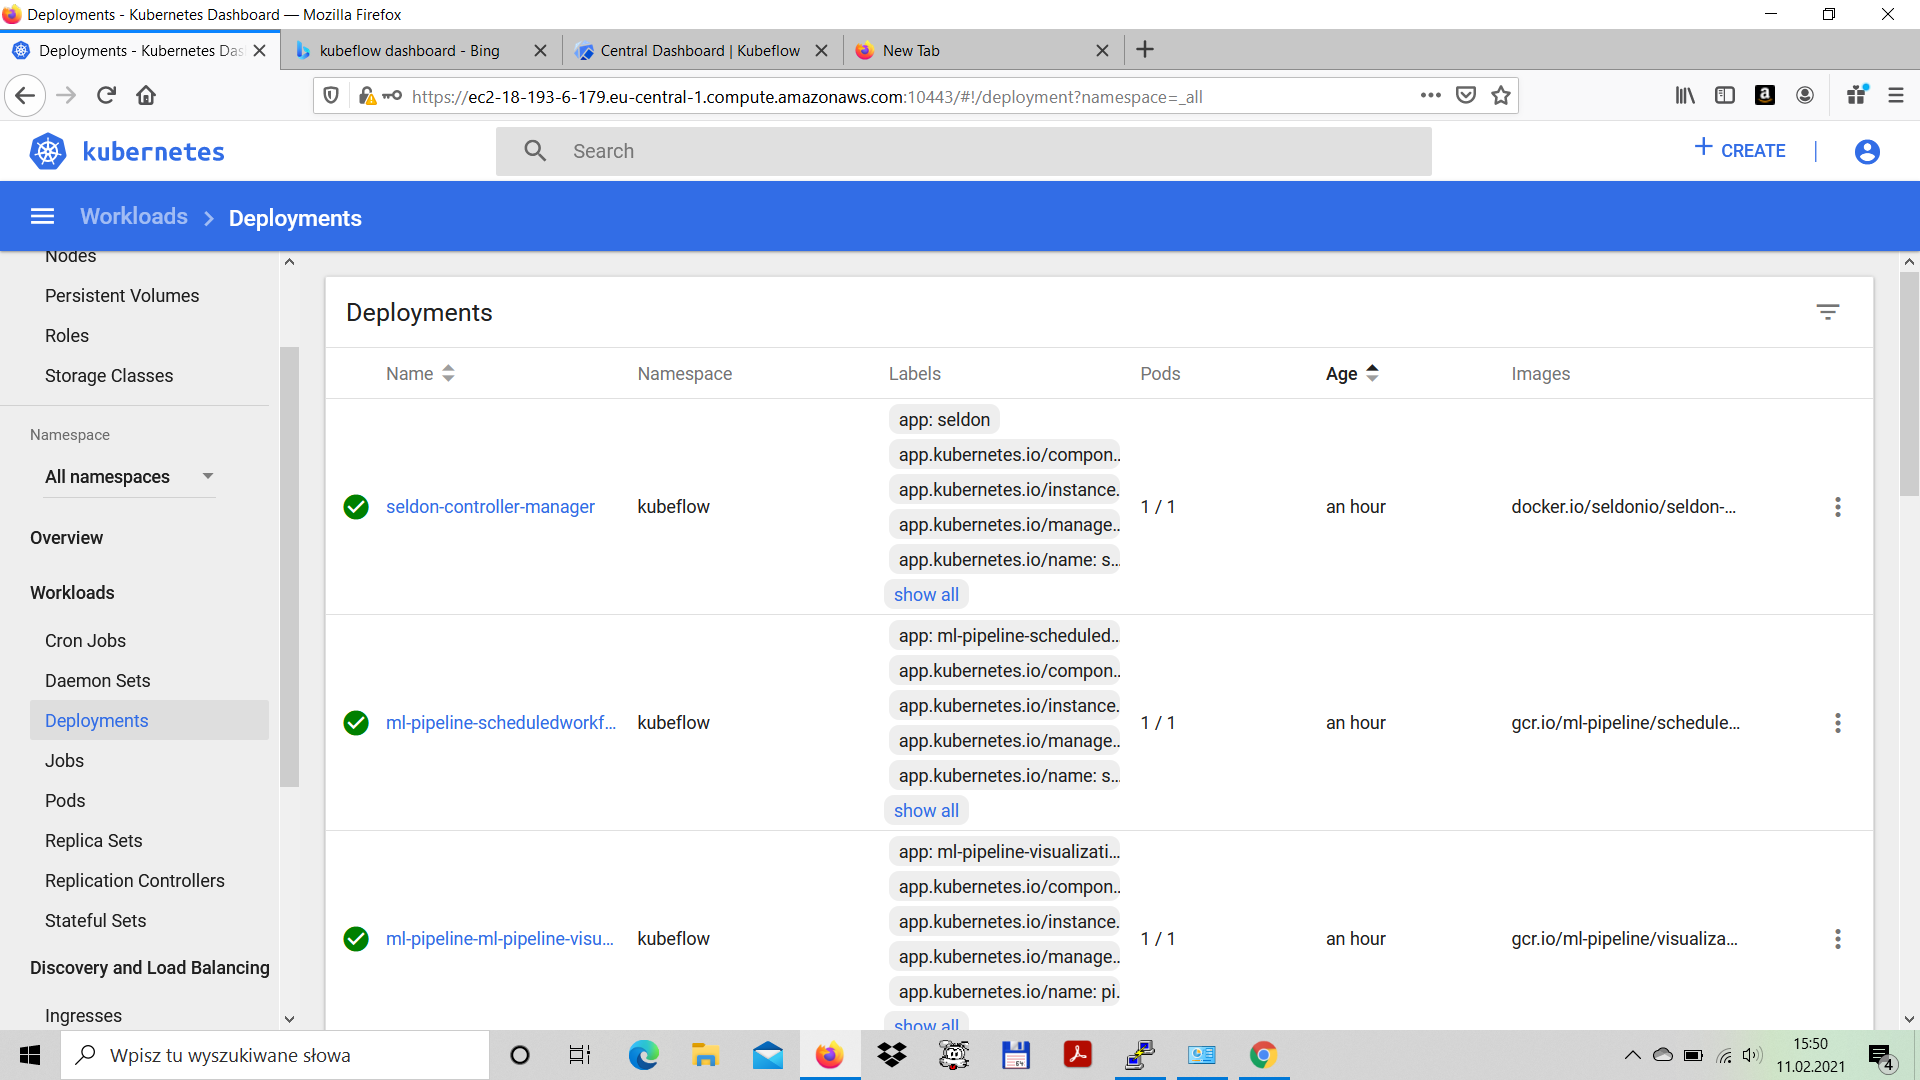 Deployments - Kubernetes Dashboard — Mozilla Firefox
Deployments - Kubernetes Das
kubeflow dashboard - Bing
Central Dashboard | Kubeflow
New Tab
https://ec2-18-193-6-179.eu-central-1.compute.amazonaws.com:10443/#!/deployment?namespace=_all
kubernetes
Search
+ CREATE
Workloads
Deployments
Nodes
Persistent Volumes
Roles
Storage Classes
Namespace
All namespaces
Overview
Workloads
Cron Jobs
Daemon Sets
Deployments
Jobs
Pods
Replica Sets
Replication Controllers
Stateful Sets
Discovery and Load Balancing
Ingresses
Deployments
Name Namespace Labels Pods Age Images
app: seldon
app.kubernetes.io/compon...
app.kubernetes.io/instance.
app.kubernetes.io/manage...
app.kubernetes.io/name: s...
show all
seldon-controller-manager kubeflow 1 / 1 an hour docker.io/seldonio/seldon-...
app: ml-pipeline-scheduled...
app.kubernetes.io/compon...
app.kubernetes.io/instance.
app.kubernetes.io/manage...
app.kubernetes.io/name: s...
show all
ml-pipeline-scheduledworkf... kubeflow 1 / 1 an hour gcr.io/ml-pipeline/schedule...
app: ml-pipeline-visualizati...
app.kubernetes.io/compon...
app.kubernetes.io/instance.
app.kubernetes.io/manage...
app.kubernetes.io/name: pi.
show all
ml-pipeline-ml-pipeline-visu... kubeflow 1 / 1 an hour gcr.io/ml-pipeline/visualiza...
Wpisz tu wyszukiwane słowa
64
15:50
11.02.2021
4